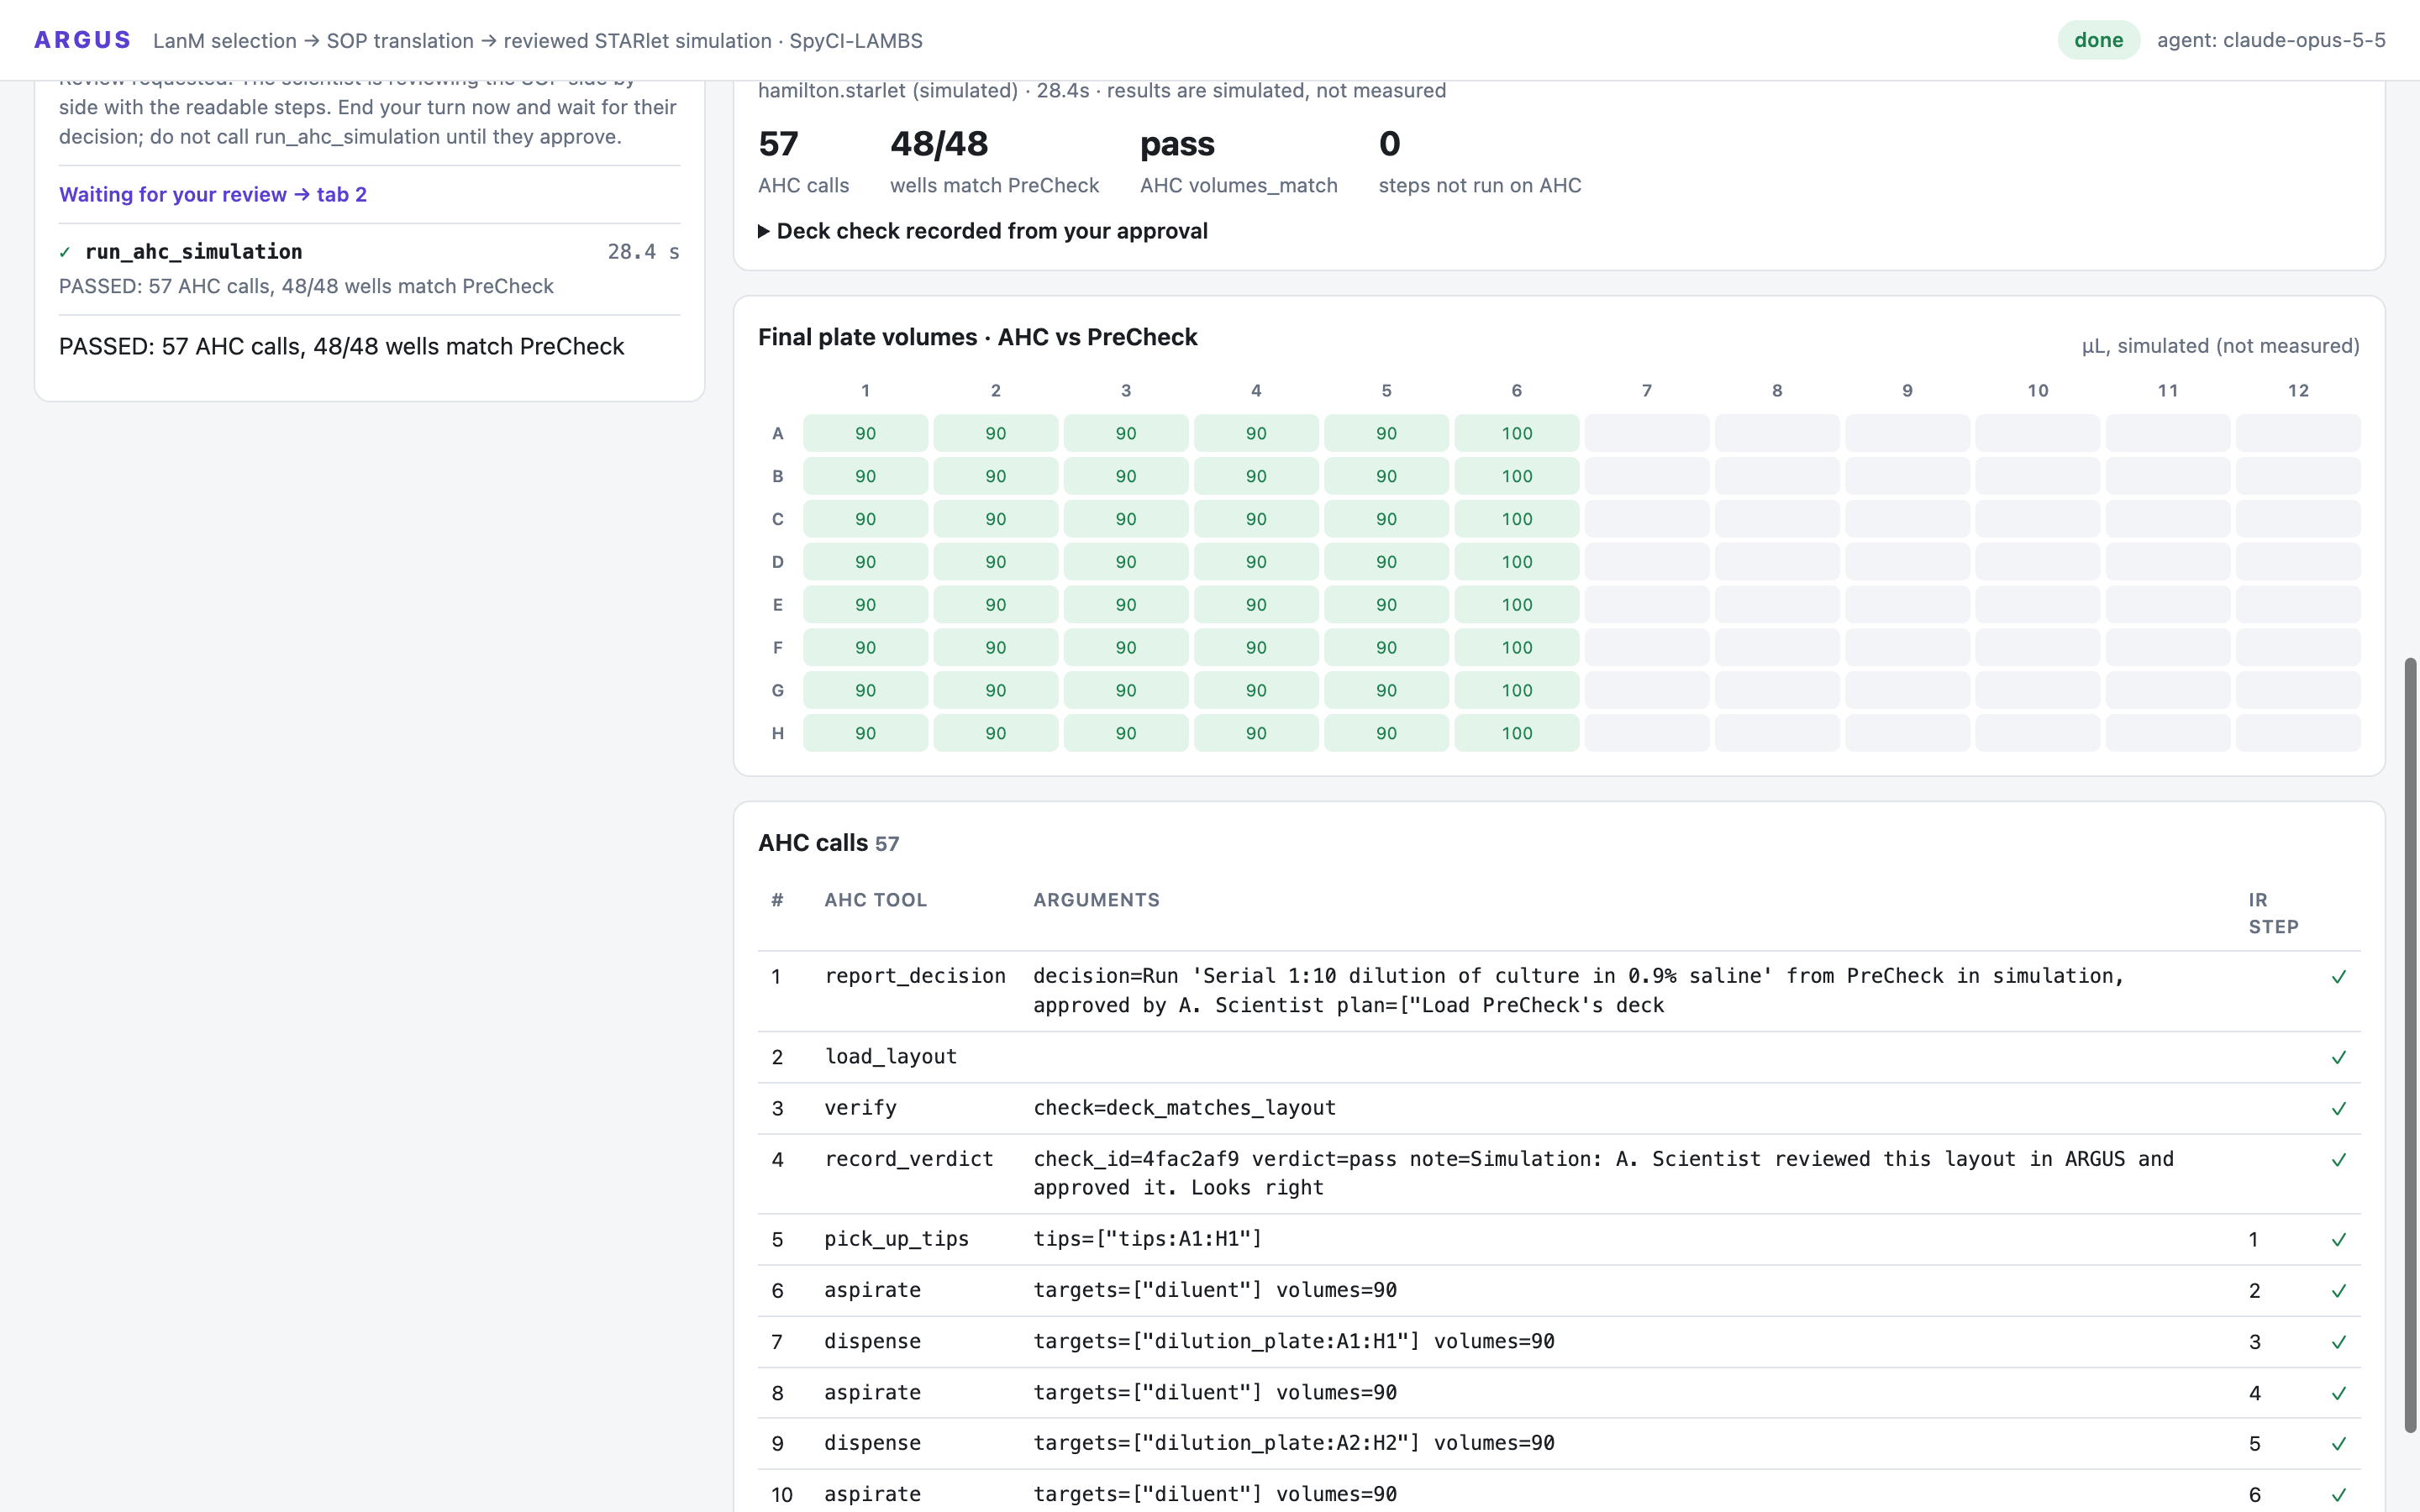 ARGUS LanM selection → SOP translation → reviewed STARlet simulation · SpyCI-LAMBS
done agent: claude-opus-5-5
Review requested. The scientist is reviewing the SOP side by
side with the readable steps. End your turn now and wait for their
decision; do not call run_ahc_simulation until they approve.
Waiting for your review → tab 2
✓ run_ahc_simulation 28.4 s
PASSED: 57 AHC calls, 48/48 wells match PreCheck
PASSED: 57 AHC calls, 48/48 wells match PreCheck
hamilton.starlet (simulated) · 28.4s · results are simulated, not measured
57 48/48 pass 0
AHC calls wells match PreCheck AHC volumes_match steps not run on AHC
▶ Deck check recorded from your approval
Final plate volumes · AHC vs PreCheck
µL, simulated (not measured)
1 2 3 4 5 6 7 8 9 10 11 12
A 90 90 90 90 90 100
B 90 90 90 90 90 100
C 90 90 90 90 90 100
D 90 90 90 90 90 100
E 90 90 90 90 90 100
F 90 90 90 90 90 100
G 90 90 90 90 90 100
H 90 90 90 90 90 100
AHC calls 57
# AHC TOOL ARGUMENTS IR
STEP
1 report_decision decision=Run 'Serial 1:10 dilution of culture in 0.9% saline' from PreCheck in simulation, ✓
approved by A. Scientist plan=["Load PreCheck's deck
2 load_layout ✓
3 verify check=deck_matches_layout ✓
4 record_verdict check_id=4fac2af9 verdict=pass note=Simulation: A. Scientist reviewed this layout in ARGUS and ✓
approved it. Looks right
5 pick_up_tips tips=["tips:A1:H1"] 1 ✓
6 aspirate targets=["diluent"] volumes=90 2 ✓
7 dispense targets=["dilution_plate:A1:H1"] volumes=90 3 ✓
8 aspirate targets=["diluent"] volumes=90 4 ✓
9 dispense targets=["dilution_plate:A2:H2"] volumes=90 5 ✓
10 aspirate targets=["diluent"] volumes=90 6 ✓